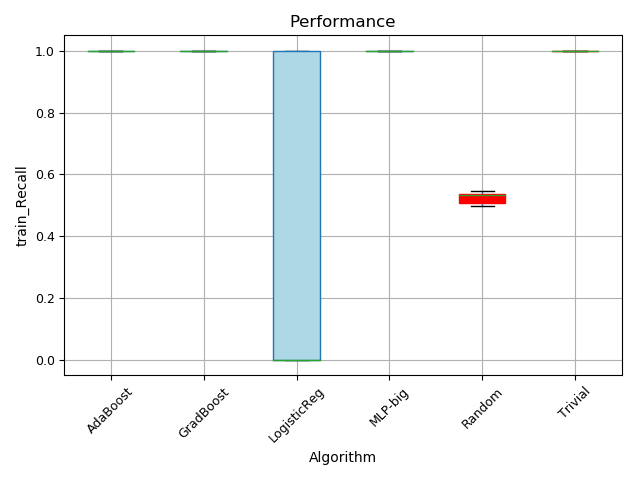 Performance
train_Recall
1.0
0.8
0.6
0.4
0.2
0.0
AdaBoost
GradBoost
LogisticReg
MLP-big
Random
Trivial
Algorithm